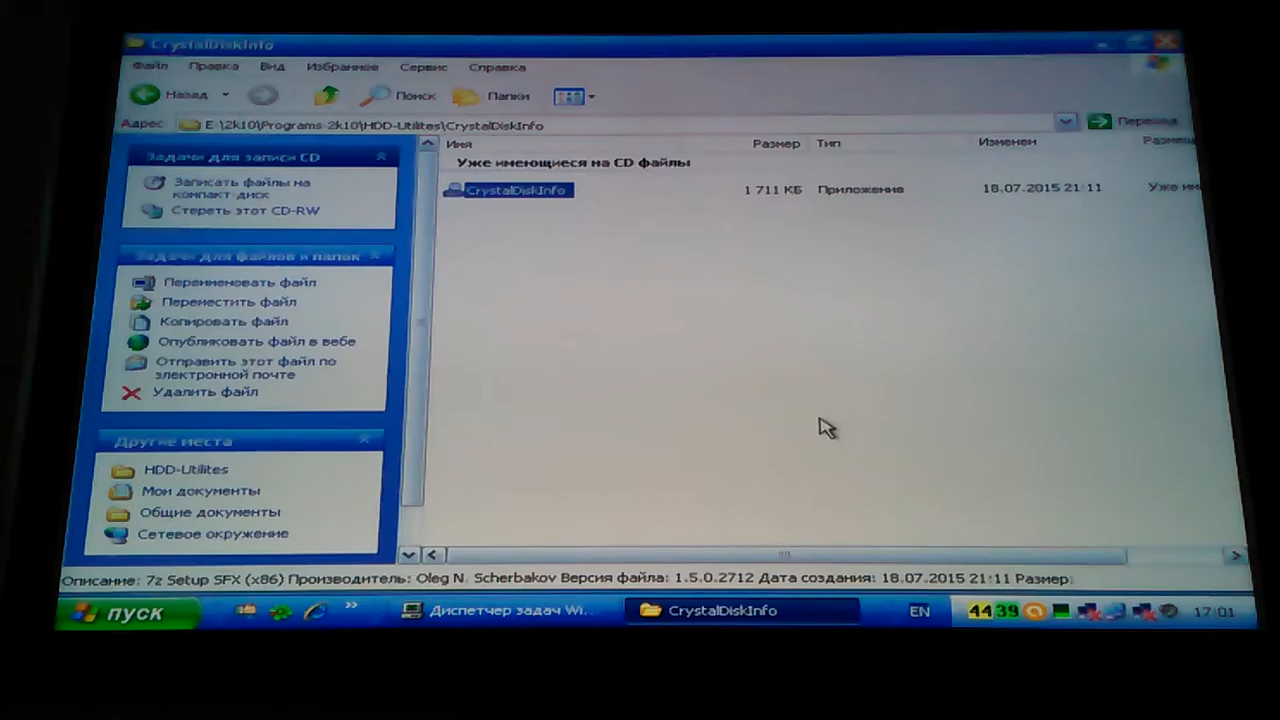 CrystalDiskInfo
Файл Правка Вид Избранное Сервис Справка
Назад Поиск Папки
Адрес E:\2k10\Programs-2k10\HDD-Utilites\CrystalDiskInfo Переход
Имя Размер Тип Изменен Размещ
Уже имеющиеся на CD файлы
CrystalDiskInfo 1 711 КБ Приложение 18.07.2015 21:11 Уже им
Задачи для записи CD
Записать файлы на
компакт-диск
Стереть этот CD-RW
Задачи для файлов и папок
Переименовать файл
Переместить файл
Копировать файл
Опубликовать файл в вебе
Отправить этот файл по
электронной почте
Удалить файл
Другие места
HDD-Utilites
Мои документы
Общие документы
Сетевое окружение
Описание: 7z Setup SFX (x86) Производитель: Oleg N. Scherbakov Версия файла: 1.5.0.2712 Дата создания: 18.07.2015 21:11 Размер:
пуск » Диспетчер задач Wi... CrystalDiskInfo EN 44 39 17:01